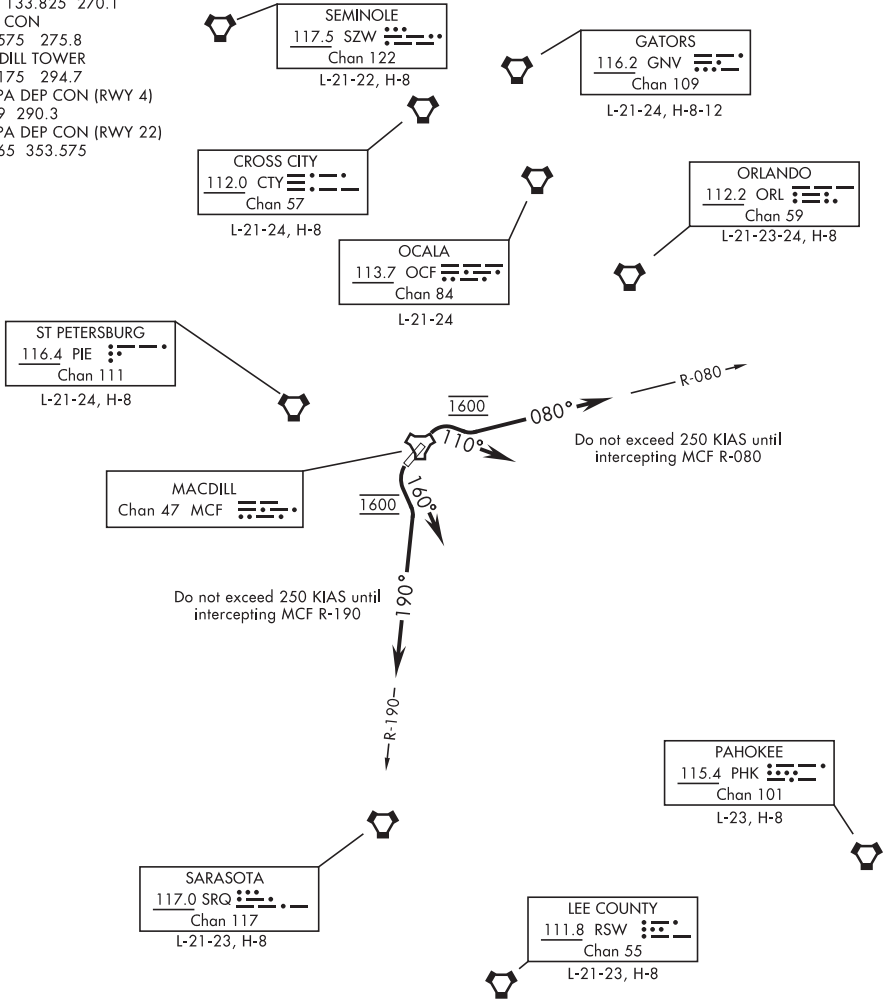 133.825 270.1
CON
575 275.8
DILL TOWER
175 294.7
PA DEP CON (RWY 4)
9 290.3
PA DEP CON (RWY 22)
65 353.575
SEMINOLE
117.5 SZW
Chan 122
L-21-22, H-8
GATORS
116.2 GNV
Chan 109
L-21-24, H-8-12
CROSS CITY
112.0 CTY
Chan 57
L-21-24, H-8
ORLANDO
112.2 ORL
Chan 59
L-21-23-24, H-8
OCALA
113.7 OCF
Chan 84
L-21-24
ST PETERSBURG
116.4 PIE
Chan 111
L-21-24, H-8
R-080
1600
080°
110°
Do not exceed 250 KIAS until
intercepting MCF R-080
MACDILL
Chan 47 MCF
1600
160°
Do not exceed 250 KIAS until
intercepting MCF R-190
190°
R-190
PAHOKEE
115.4 PHK
Chan 101
L-23, H-8
SARASOTA
117.0 SRQ
Chan 117
L-21-23, H-8
LEE COUNTY
111.8 RSW
Chan 55
L-21-23, H-8